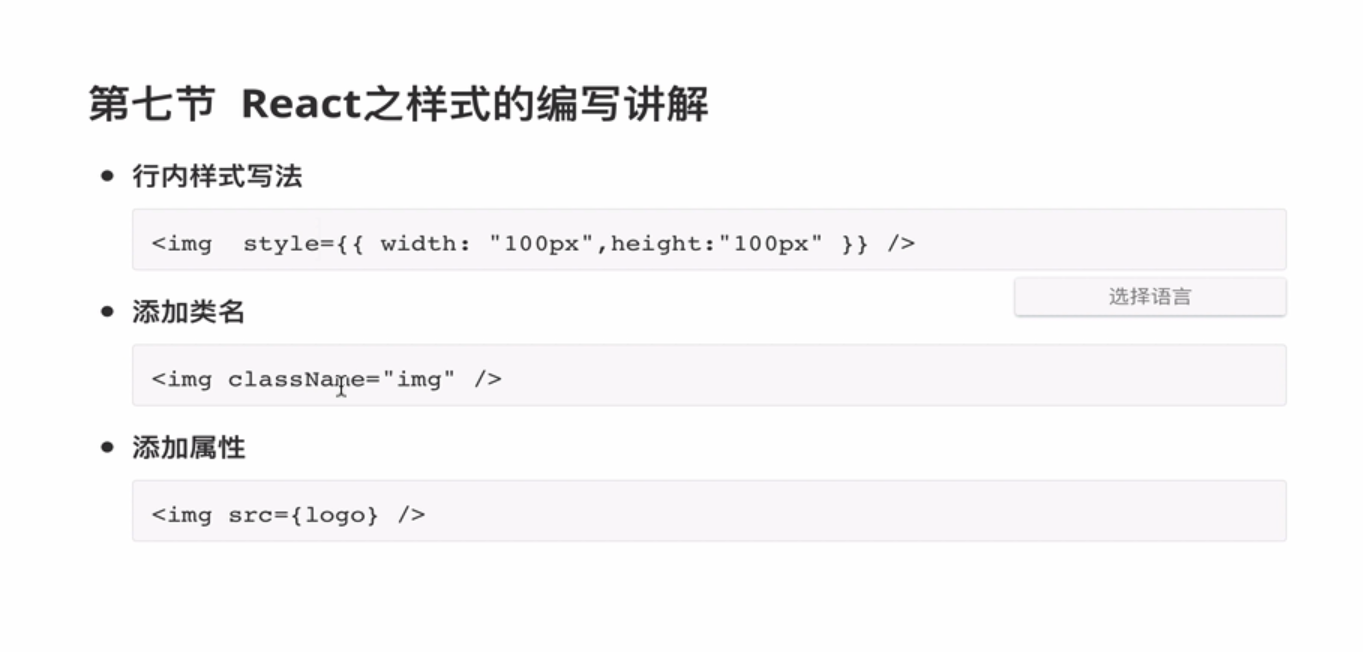 第七节 React之样式的编写讲解
行内样式写法
<img  style={{ width: "100px",height:"100px" }} />
选择语言
添加类名
<img className="img" />
添加属性
<img src={logo} />